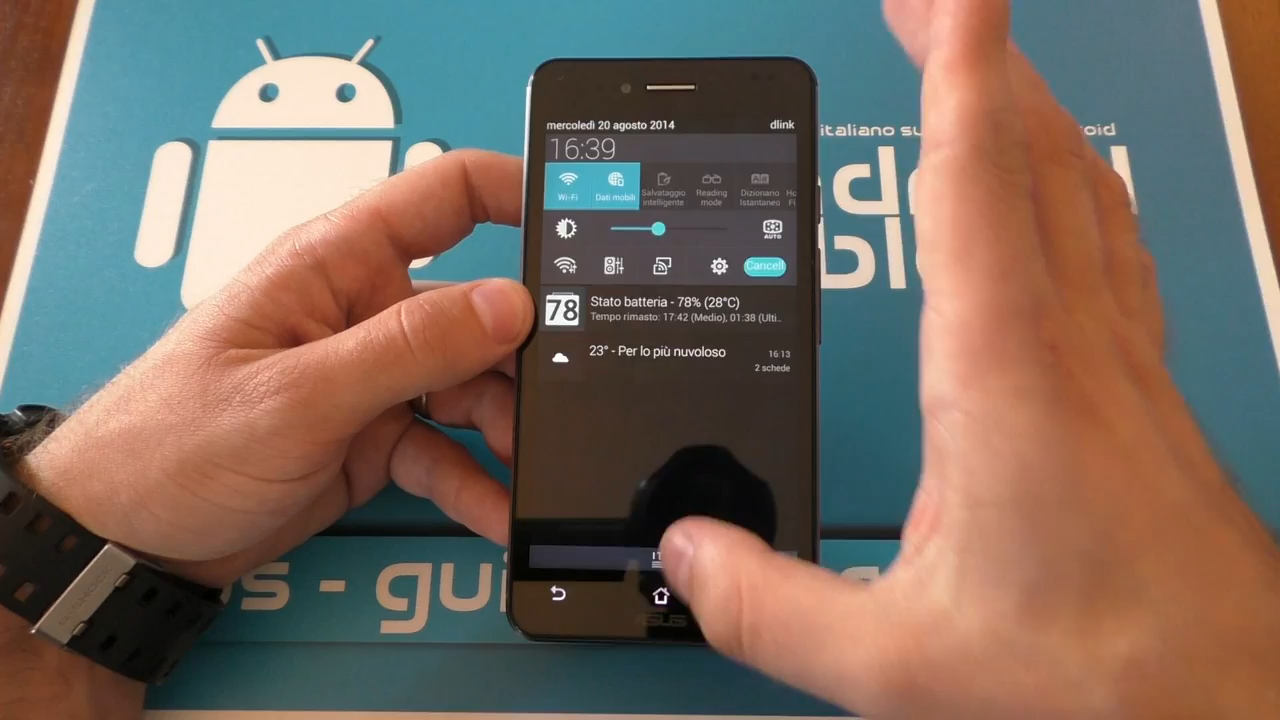 mercoledì 20 agosto 2014 dlink
16:39
Wi-Fi
Dati mobili
Salvataggio
intelligente
Reading
mode
Dizionario
Istantaneo
AUTO
Cancell
78
Stato batteria - 78% (28°C)
Tempo rimasto: 17:42 (Medio), 01:38 (Ulti..
23° - Per lo più nuvoloso
16:13
2 schede
ASUS
italiano su